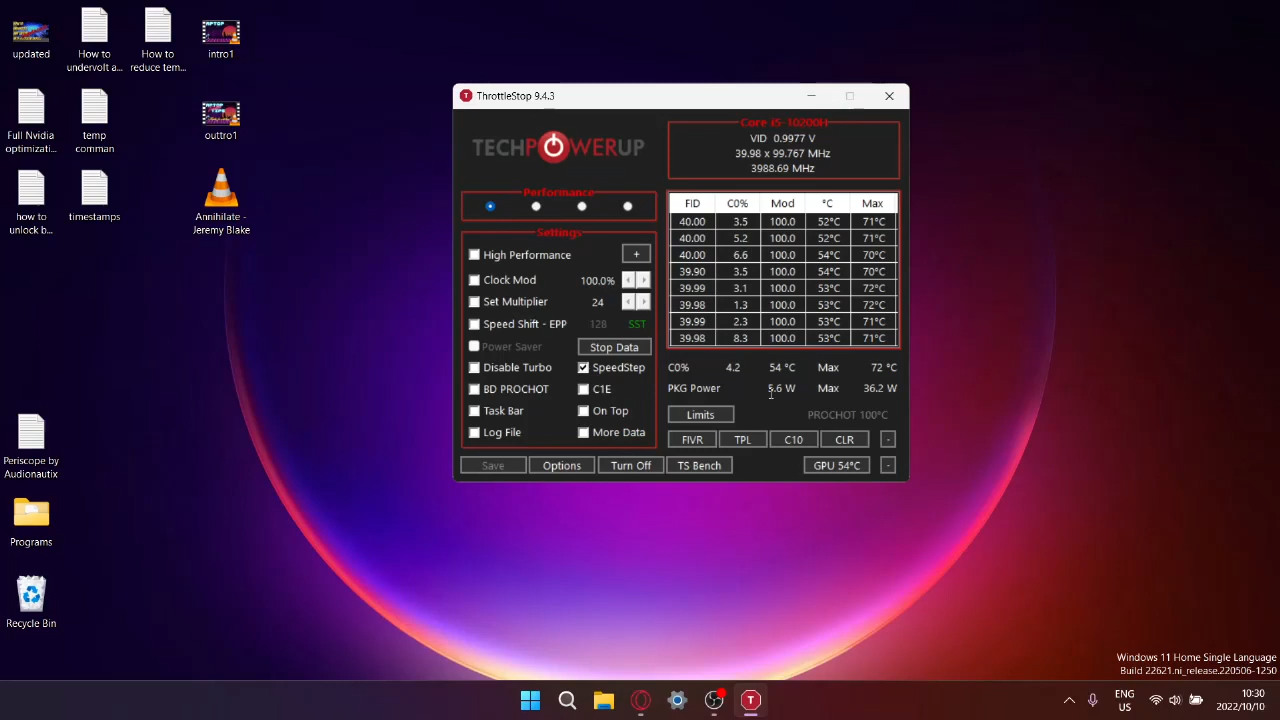 updated
How to
undervolt a...
How to
reduce tem...
intro1
Full Nvidia
optimizati...
temp
comman
outtro1
how to
unlock b...
timestamps
Annihilate -
Jeremy Blake
Periscope by
Audionautix
Programs
Recycle Bin
ThrottleStop 9.4.3
TECHPOWERUP
Core i5-10200H
VID 0.9977 V
39.98 x 99.767 MHz
3988.69 MHz
Performance
Settings
High Performance +
Clock Mod 100.0%
Set Multiplier 24
Speed Shift - EPP 128 SST
Power Saver Stop Data
Disable Turbo SpeedStep
BD PROCHOT C1E
Task Bar On Top
Log File More Data
FID C0% Mod °C Max
40.00 3.5 100.0 52°C 71°C
40.00 5.2 100.0 52°C 71°C
40.00 6.6 100.0 54°C 70°C
39.90 3.5 100.0 54°C 70°C
39.99 3.1 100.0 53°C 72°C
39.98 1.3 100.0 53°C 72°C
39.99 2.3 100.0 53°C 71°C
39.98 8.3 100.0 53°C 71°C
C0% 4.2 54 °C Max 72 °C
PKG Power 5.6 W Max 36.2 W
Limits PROCHOT 100°C
FIVR TPL C10 CLR -
Save Options Turn Off TS Bench GPU 54°C -
Windows 11 Home Single Language
Build 22621.ni_release.220506-1250
T
ENG
US
10:30
2022/10/10